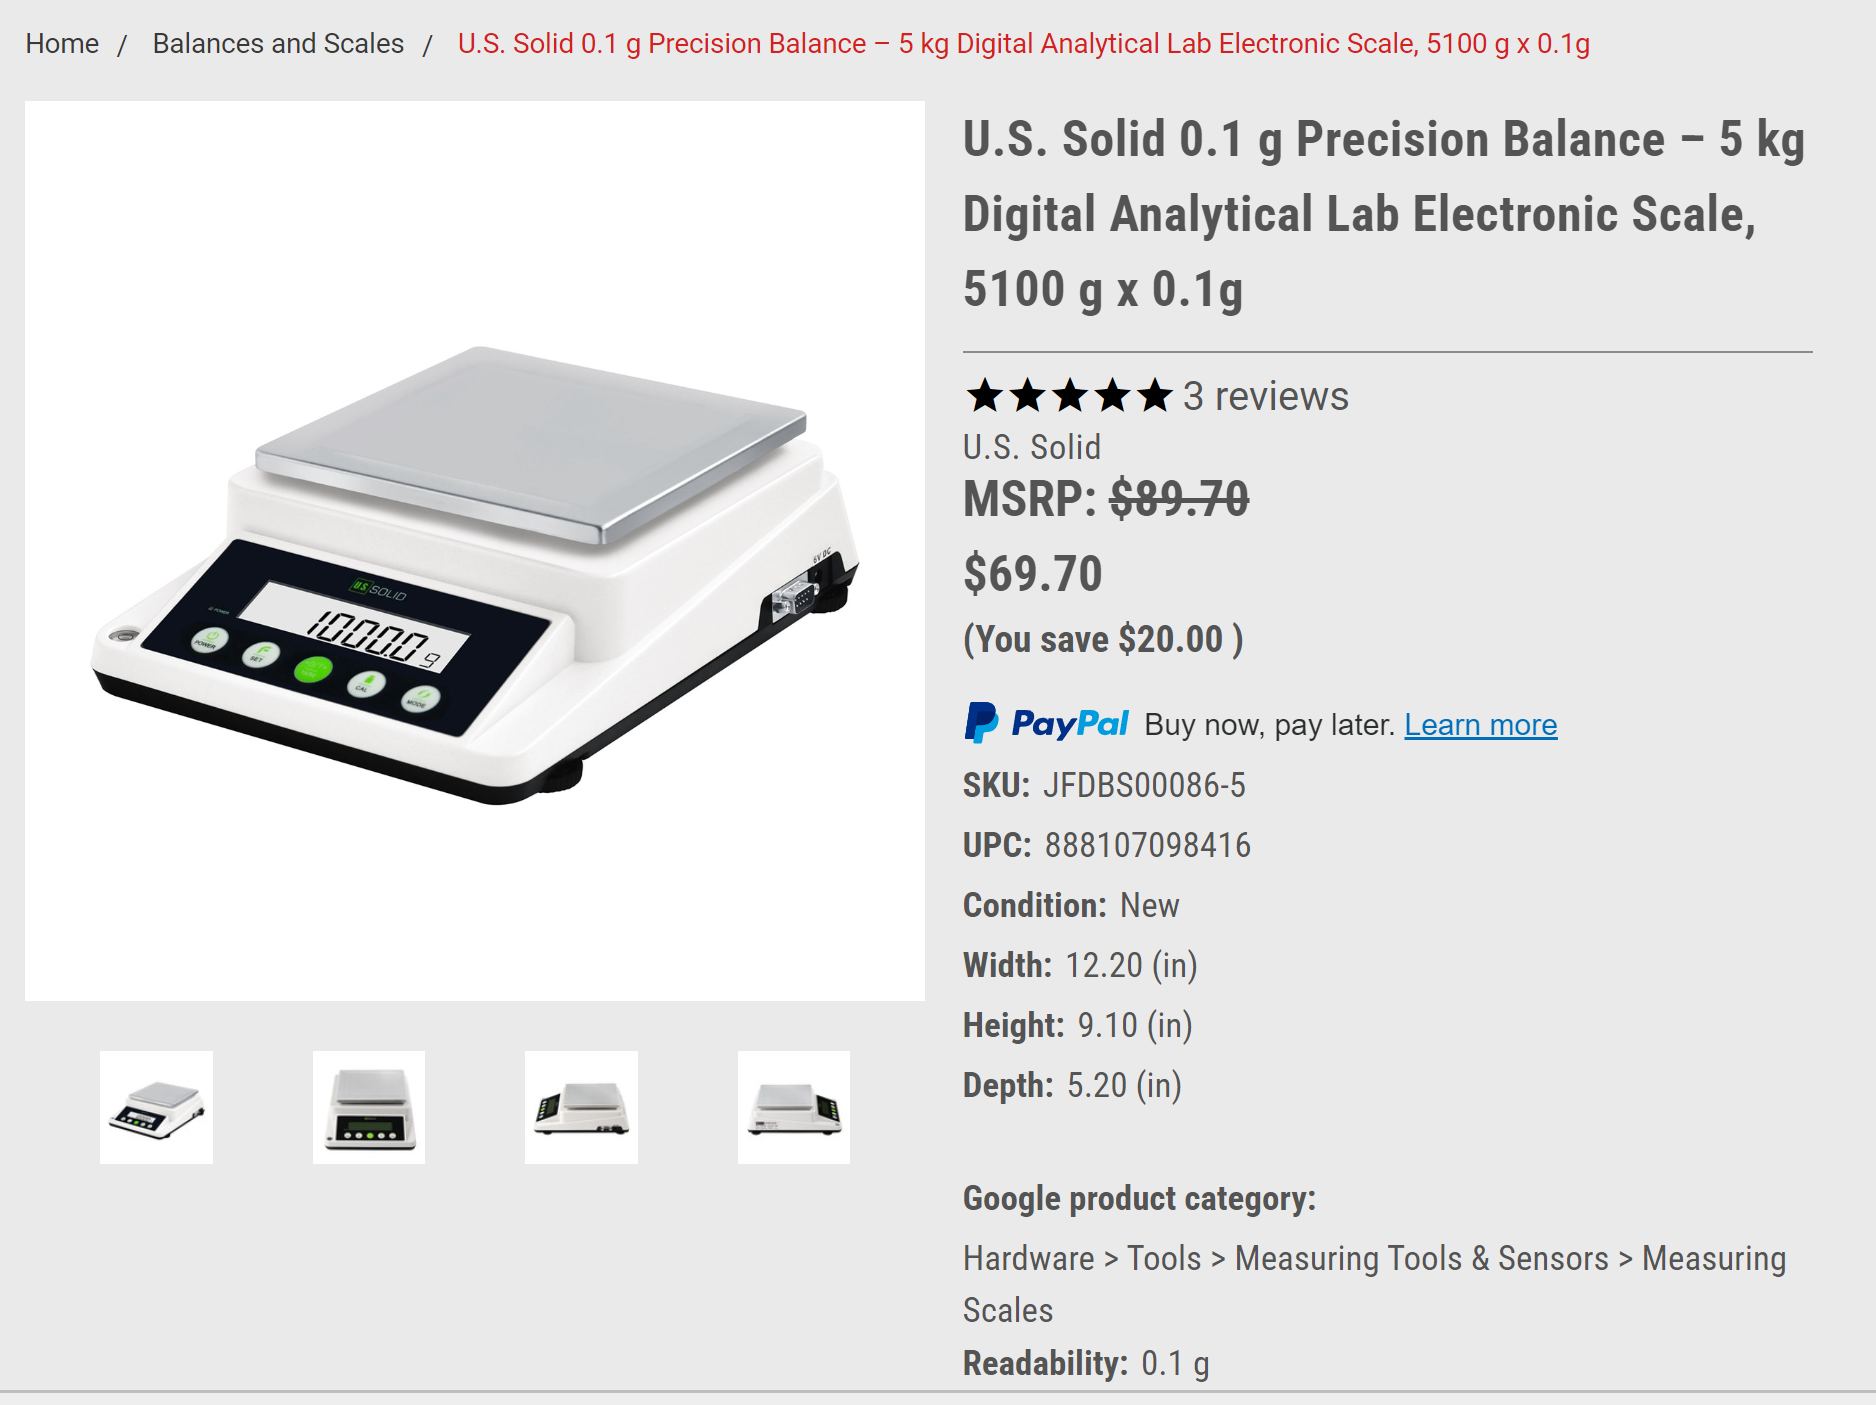 Home / Balances and Scales / U.S. Solid 0.1 g Precision Balance – 5 kg Digital Analytical Lab Electronic Scale, 5100 g x 0.1g
US SOLID
6V DC
1000.0 g
POWER
POWER
SET
CAL
MODE
U.S. Solid 0.1 g Precision Balance – 5 kg
Digital Analytical Lab Electronic Scale,
5100 g x 0.1g
3 reviews
U.S. Solid
MSRP: $89.70
$69.70
(You save $20.00 )
PayPal Buy now, pay later. Learn more
SKU: JFDBS00086-5
UPC: 888107098416
Condition: New
Width: 12.20 (in)
Height: 9.10 (in)
Depth: 5.20 (in)
Google product category:
Hardware > Tools > Measuring Tools & Sensors > Measuring
Scales
Readability: 0.1 g